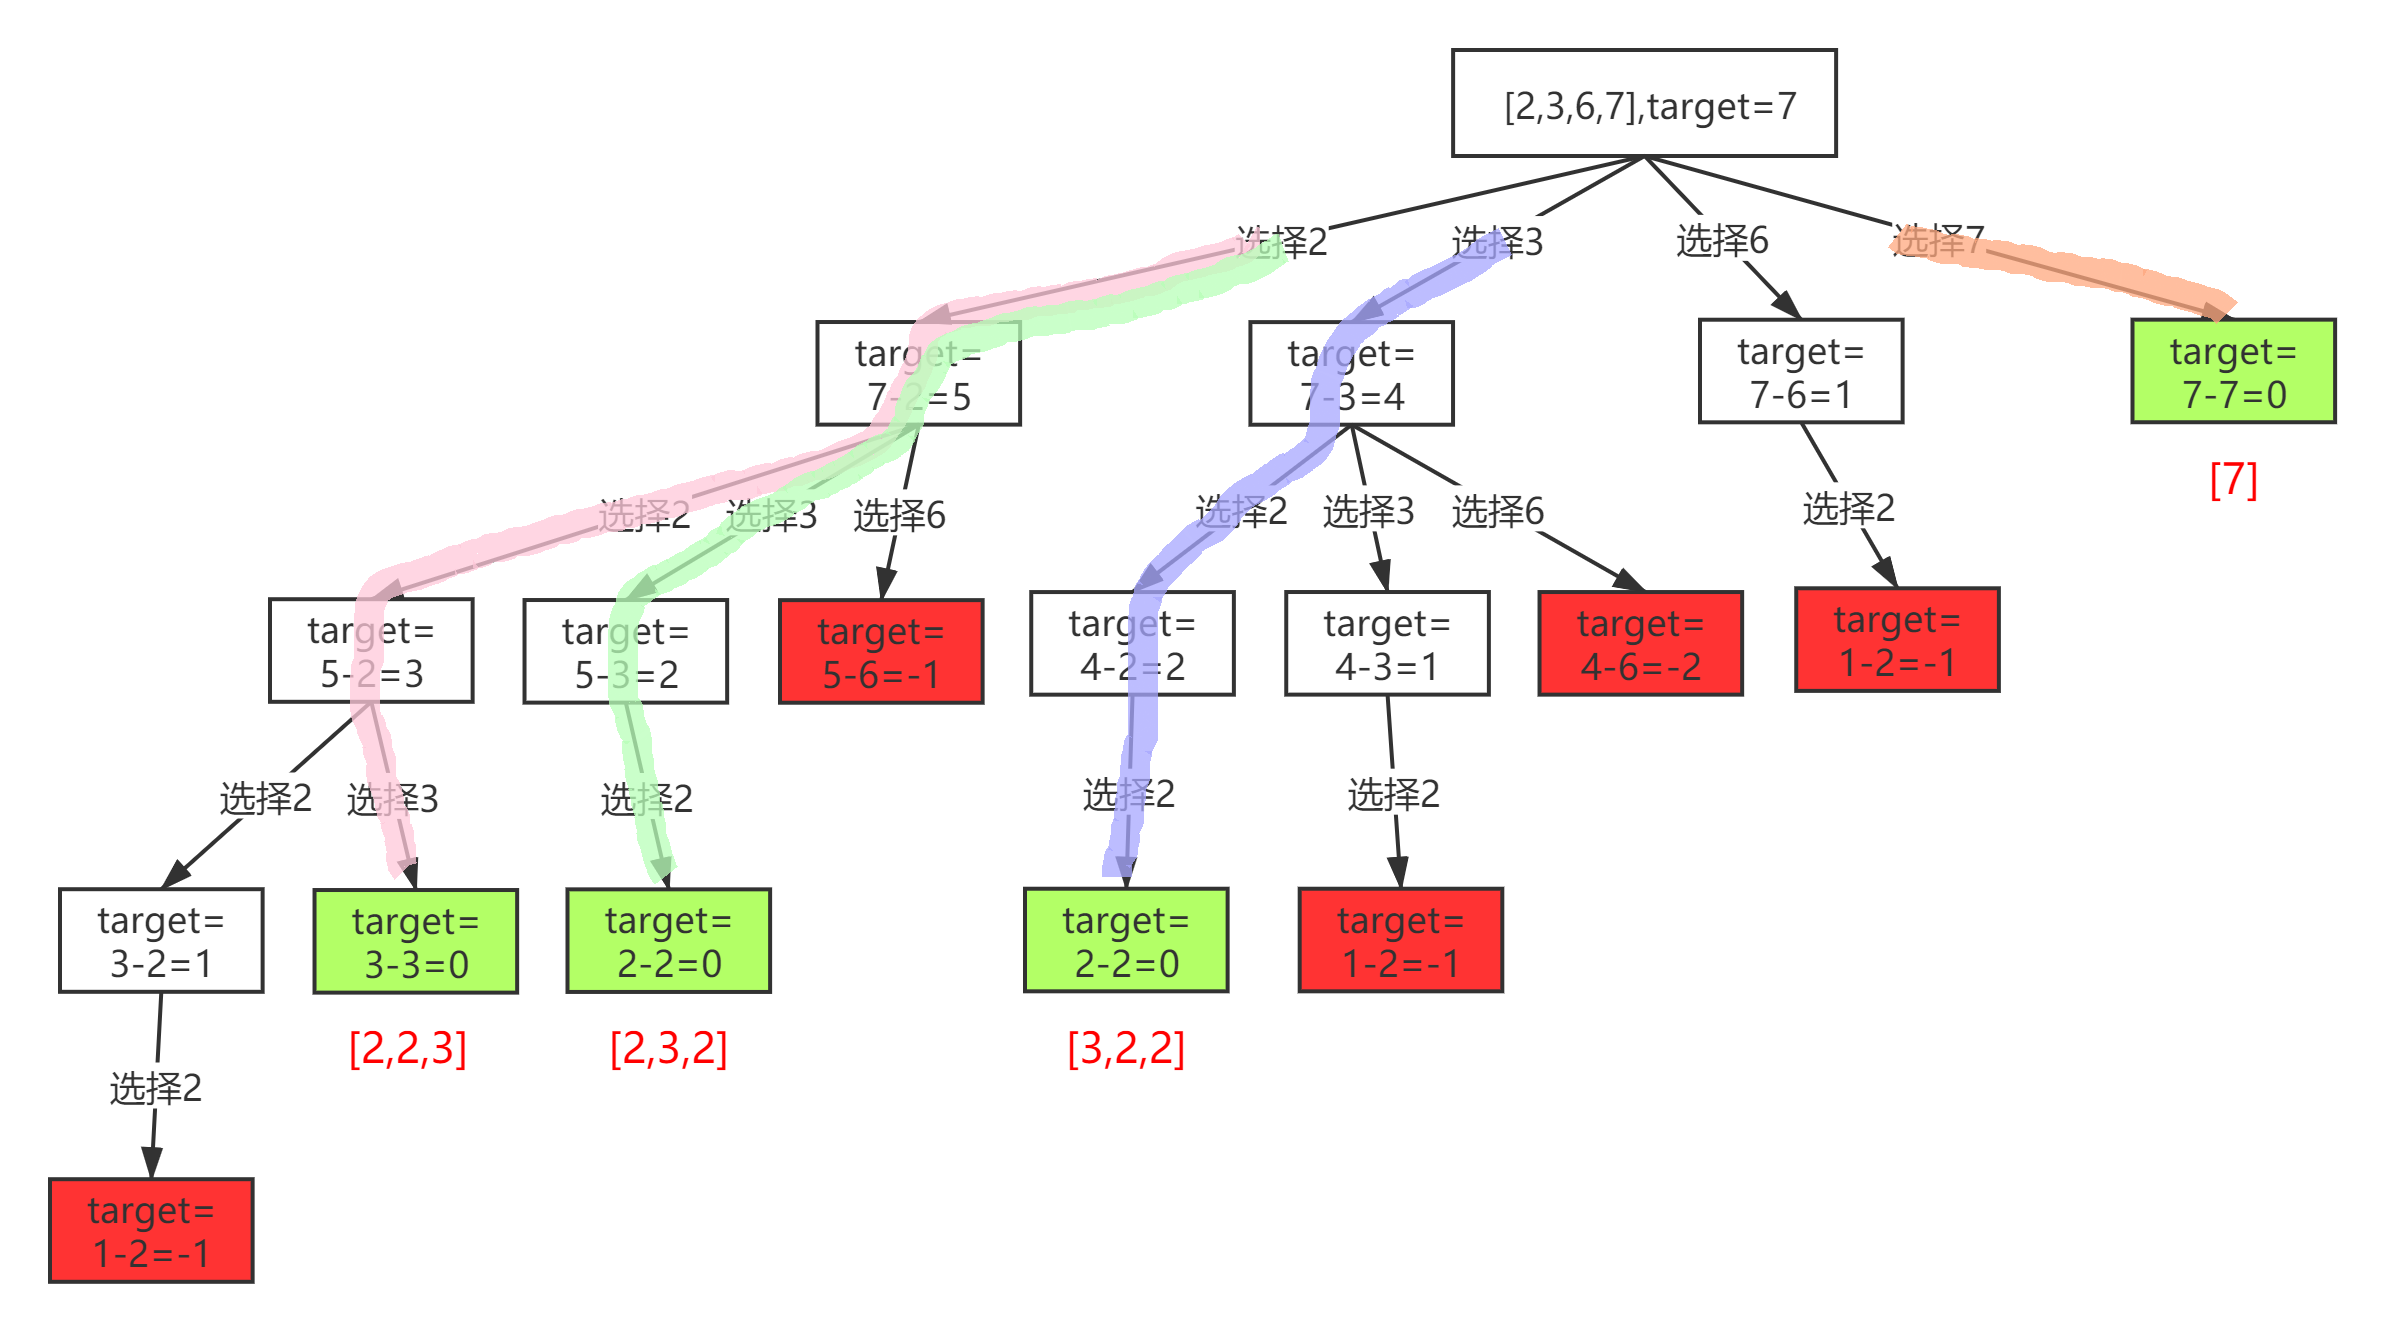 [2,3,6,7],target=7
选择2
选择3
选择6
选择7
target=
7-2=5
target=
7-3=4
target=
7-6=1
target=
7-7=0
[7]
选择2
选择3
选择6
选择2
选择3
选择6
选择2
target=
5-2=3
target=
5-3=2
target=
5-6=-1
target=
4-2=2
target=
4-3=1
target=
4-6=-2
target=
1-2=-1
选择2
选择3
选择2
选择2
选择2
target=
3-2=1
target=
3-3=0
target=
2-2=0
target=
2-2=0
target=
1-2=-1
[2,2,3]
[2,3,2]
[3,2,2]
选择2
target=
1-2=-1